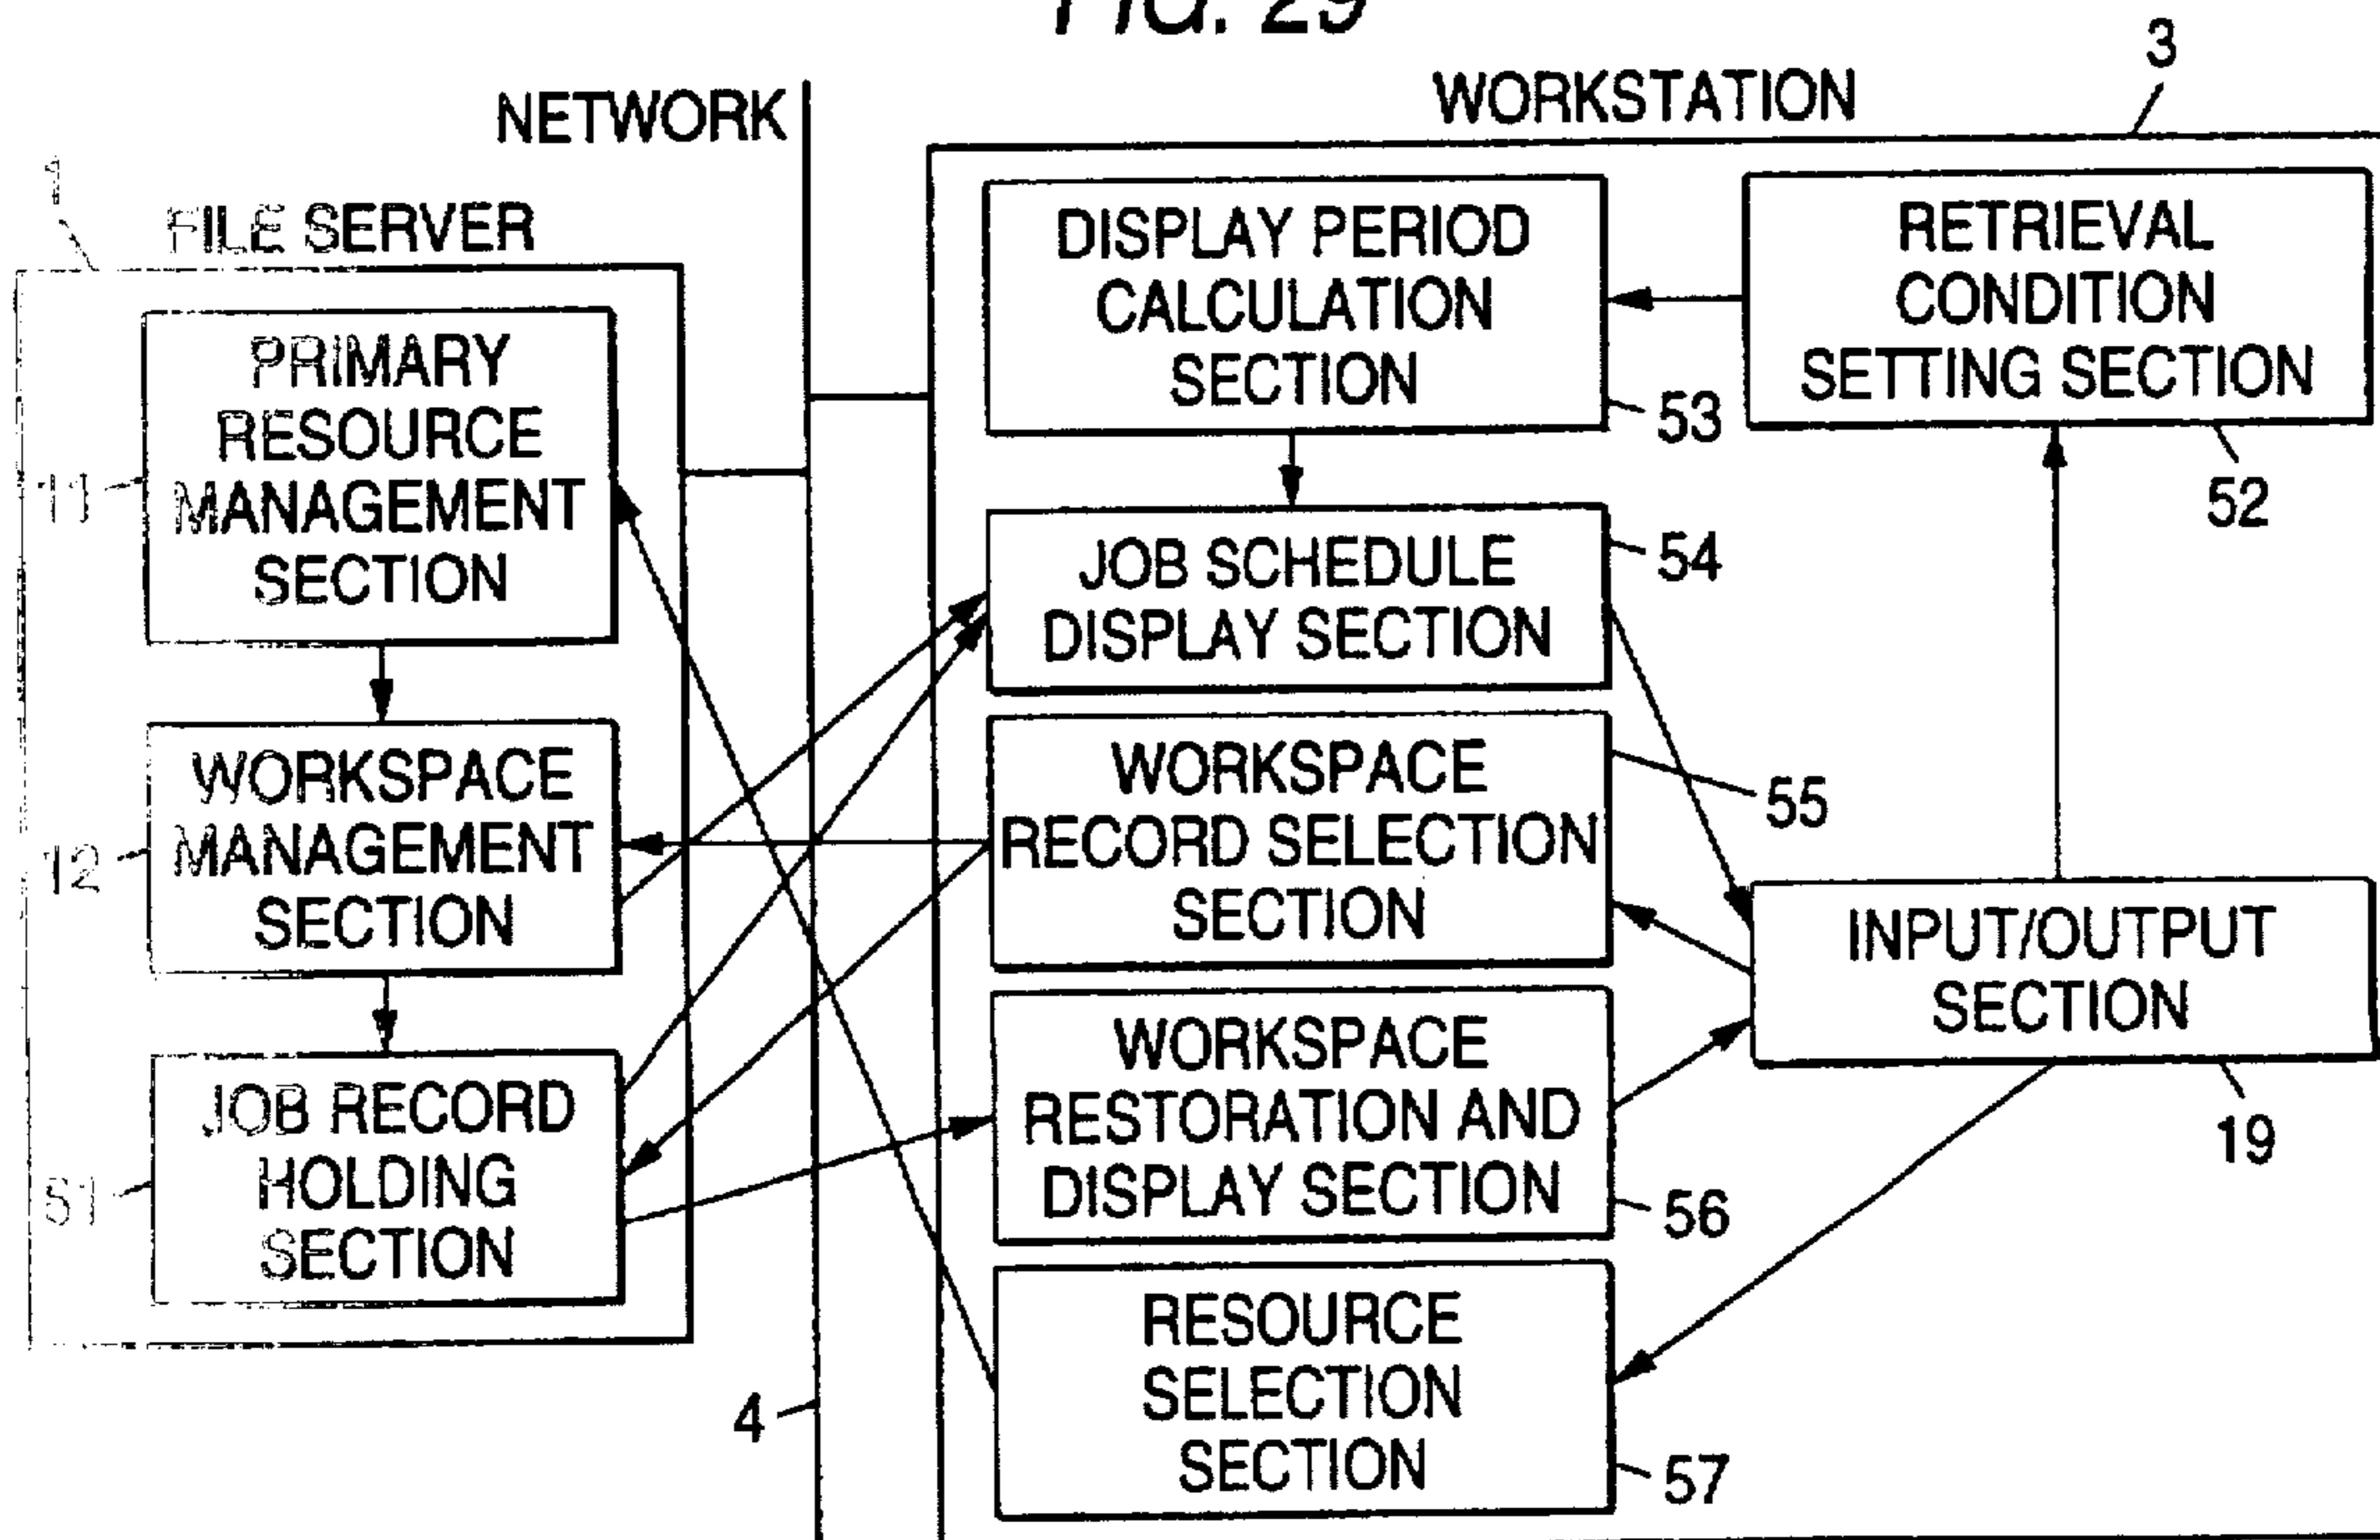 FIG. 29
NETWORK
WORKSTATION
3
1
FILE SERVER
PRIMARY
RESOURCE
MANAGEMENT
SECTION
11
WORKSPACE
MANAGEMENT
SECTION
12
JOB RECORD
HOLDING
SECTION
DISPLAY PERIOD
CALCULATION
SECTION
53
RETRIEVAL
CONDITION
SETTING SECTION
52
JOB SCHEDULE
DISPLAY SECTION
54
WORKSPACE
RECORD SELECTION
SECTION
55
INPUT/OUTPUT
SECTION
19
WORKSPACE
RESTORATION AND
DISPLAY SECTION
56
RESOURCE
SELECTION
SECTION
57
4